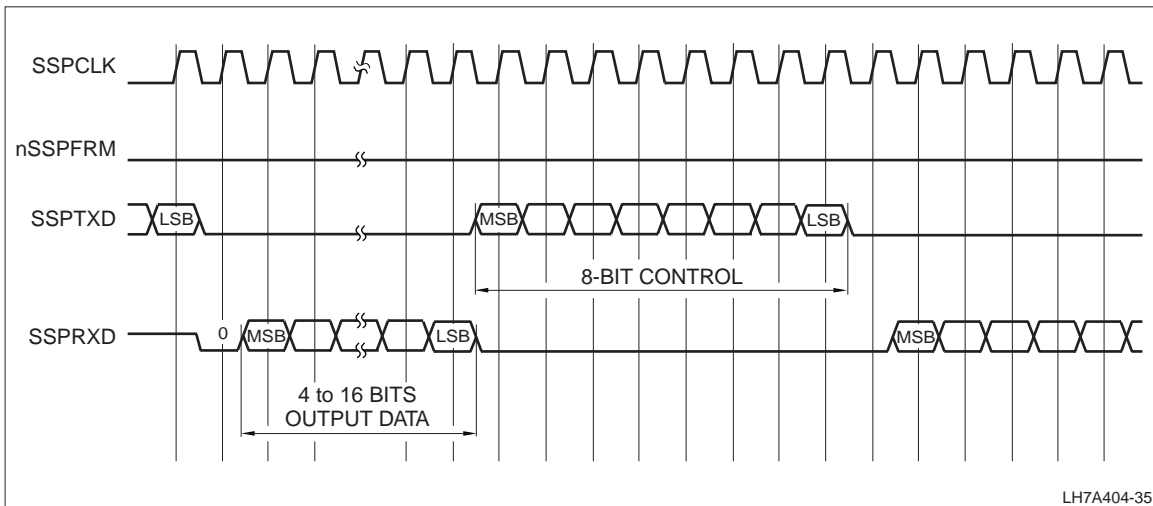 SSPCLK
nSSPFRM
SSPTXD
LSB
MSB
LSB
8-BIT CONTROL
SSPRXD
0
MSB
LSB
MSB
4 to 16 BITS
OUTPUT DATA
LH7A404-35